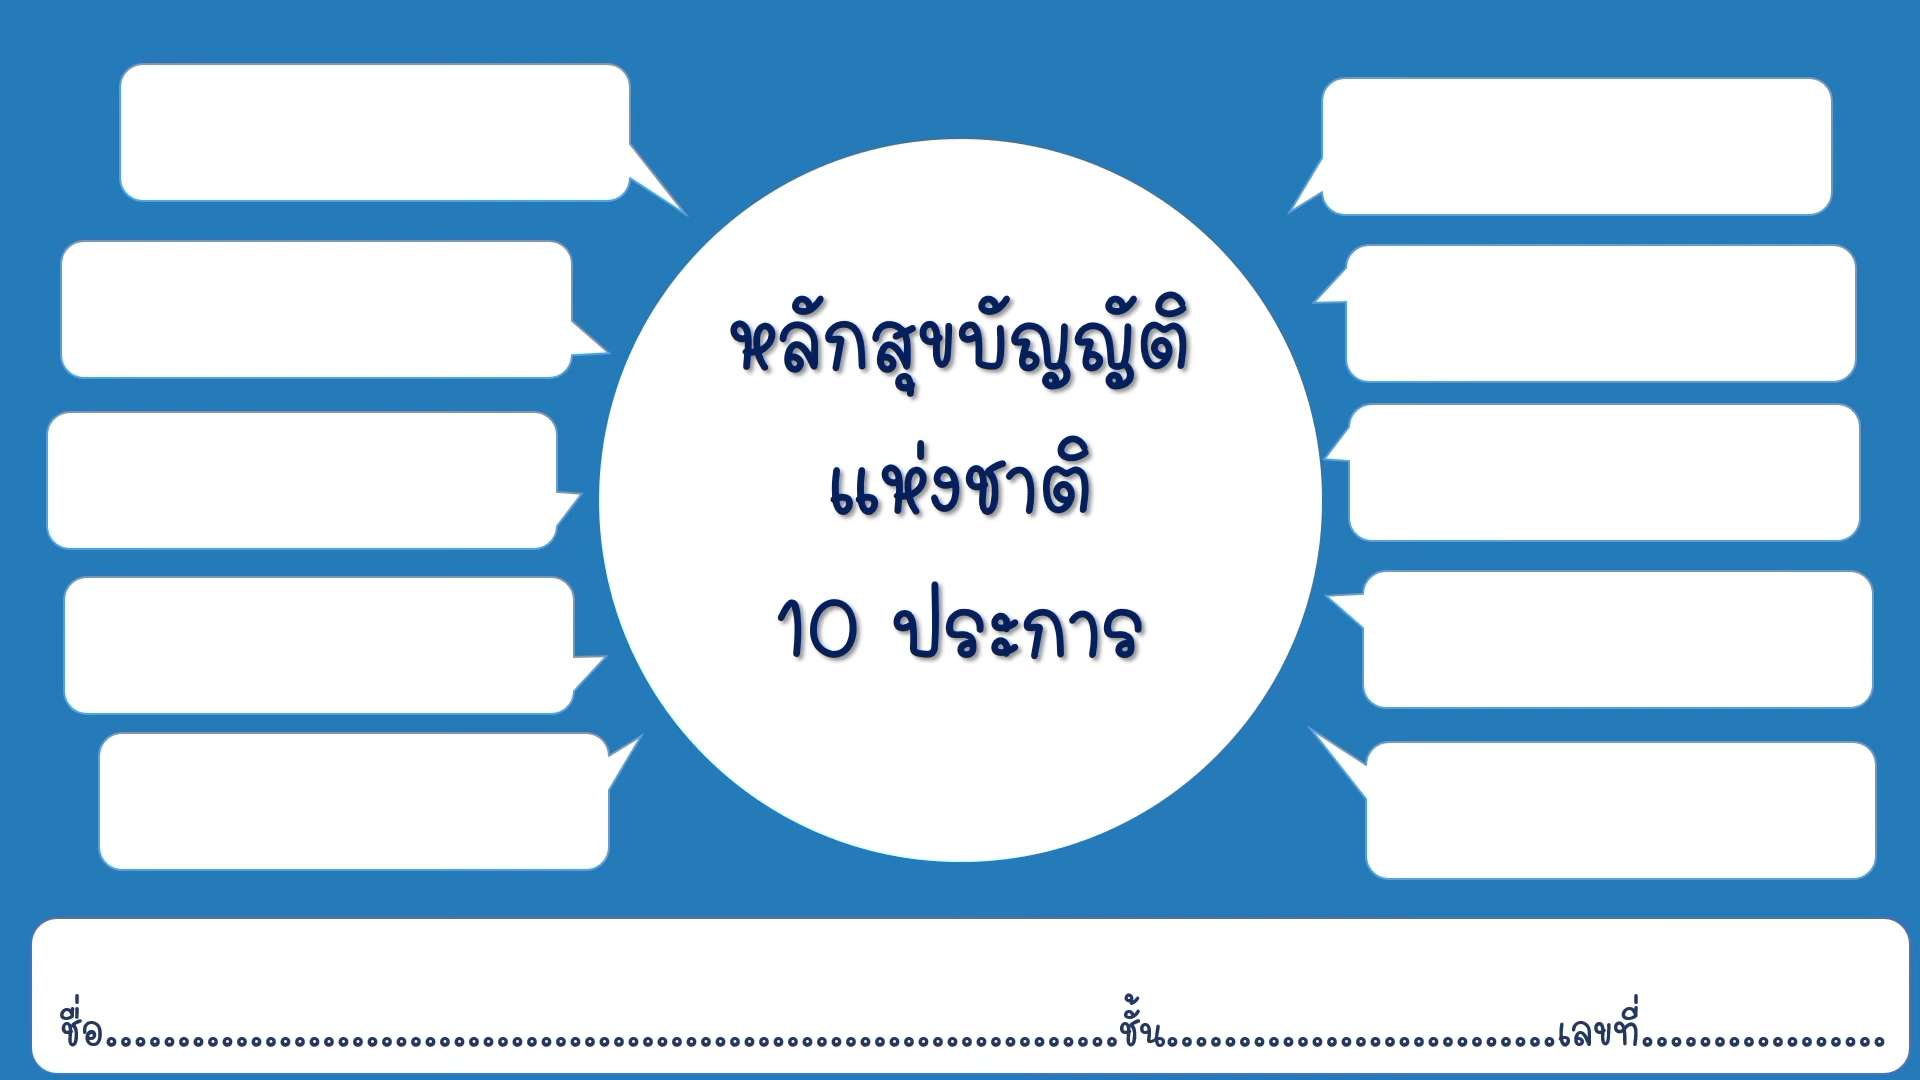 หลักสุขบัญญัติ
แห่งชาติ
10 ประการ
ชื่อ......................................................................ชั้น...........................เลขที่.................